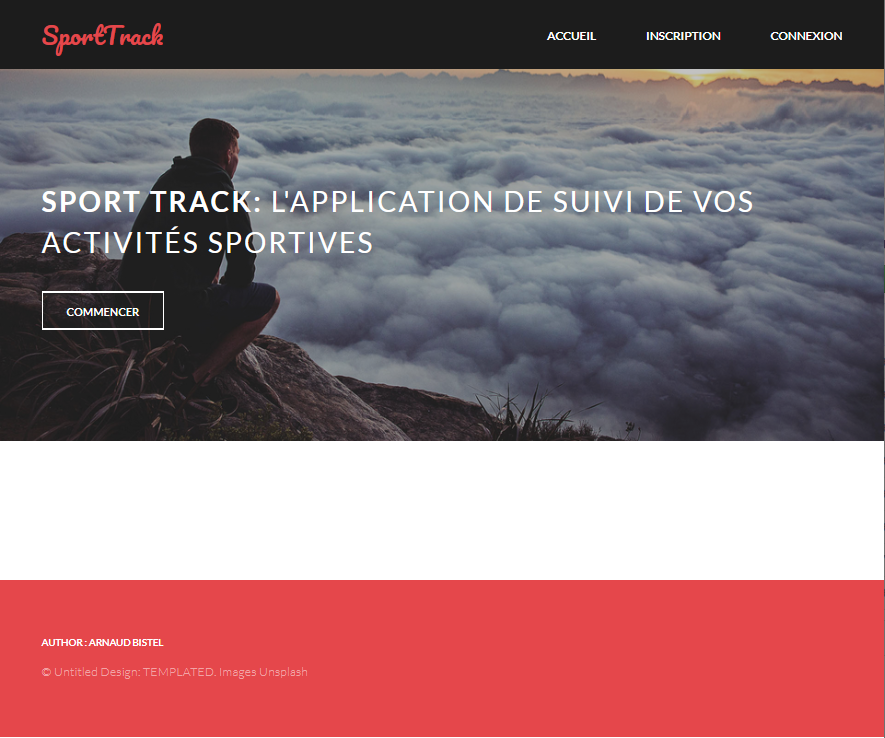 SportTrack
ACCUEIL INSCRIPTION CONNEXION
SPORT TRACK: L'APPLICATION DE SUIVI DE VOS
ACTIVITÉS SPORTIVES
COMMENCER
AUTHOR : ARNAUD BISTEL
© Untitled Design: TEMPLATED. Images Unsplash